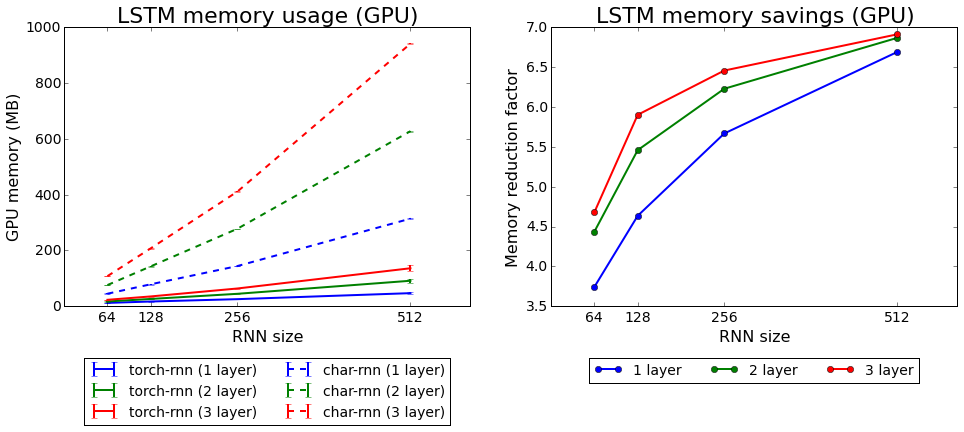 LSTM memory usage (GPU)
1000
800
600
400
200
0
GPU memory (MB)
64 128 256 512
RNN size
torch-rnn (1 layer) char-rnn (1 layer)
torch-rnn (2 layer) char-rnn (2 layer)
torch-rnn (3 layer) char-rnn (3 layer)
LSTM memory savings (GPU)
7.0
6.5
6.0
5.5
5.0
4.5
4.0
3.5
Memory reduction factor
64 128 256 512
RNN size
1 layer 2 layer 3 layer